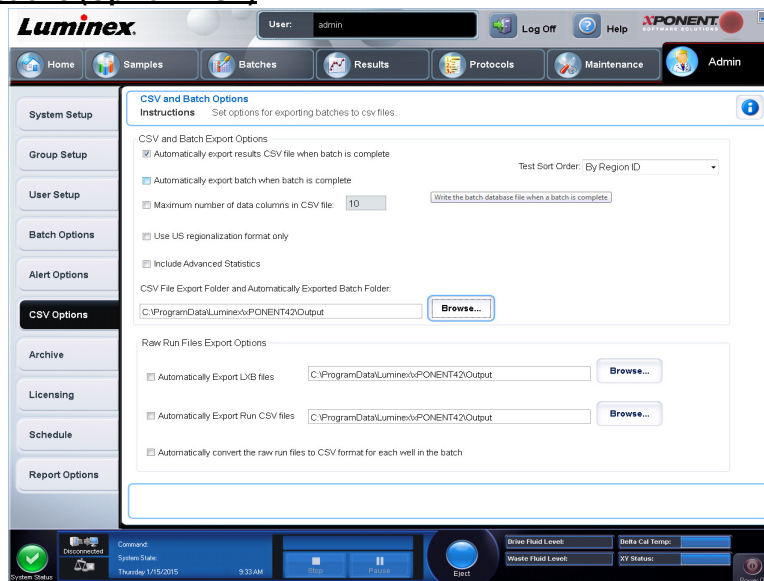 Luminex.
User: admin
Log Off
Help
XPONENT.
SOFTWARE SOLUTIONS
Home
Samples
Batches
Results
Protocols
Maintenance
Admin
System Setup
Group Setup
User Setup
Batch Options
Alert Options
CSV Options
Archive
Licensing
Schedule
Report Options
CSV and Batch Options
Instructions Set options for exporting batches to csv files.
CSV and Batch Export Options
Automatically export results CSV file when batch is complete
Test Sort Order: By Region ID
Automatically export batch when batch is complete
Maximum number of data columns in CSV file: 10
Write the batch database file when a batch is complete
Use US regionalization format only
Include Advanced Statistics
CSV File Export Folder and Automatically Exported Batch Folder:
C:\ProgramData\Luminex\xPONENT42\Output
Browse...
Raw Run Files Export Options
Automatically Export LXB files
C:\ProgramData\Luminex\xPONENT42\Output
Browse...
Automatically Export Run CSV files
C:\ProgramData\Luminex\xPONENT42\Output
Browse...
Automatically convert the raw run files to CSV format for each well in the batch
System Status
Disconnected
Command:
System State:
Thursday 1/15/2015 9:33 AM
Stop
Pause
Eject
Drive Fluid Level:
Waste Fluid Level:
Delta Cal Temp:
XY Status: